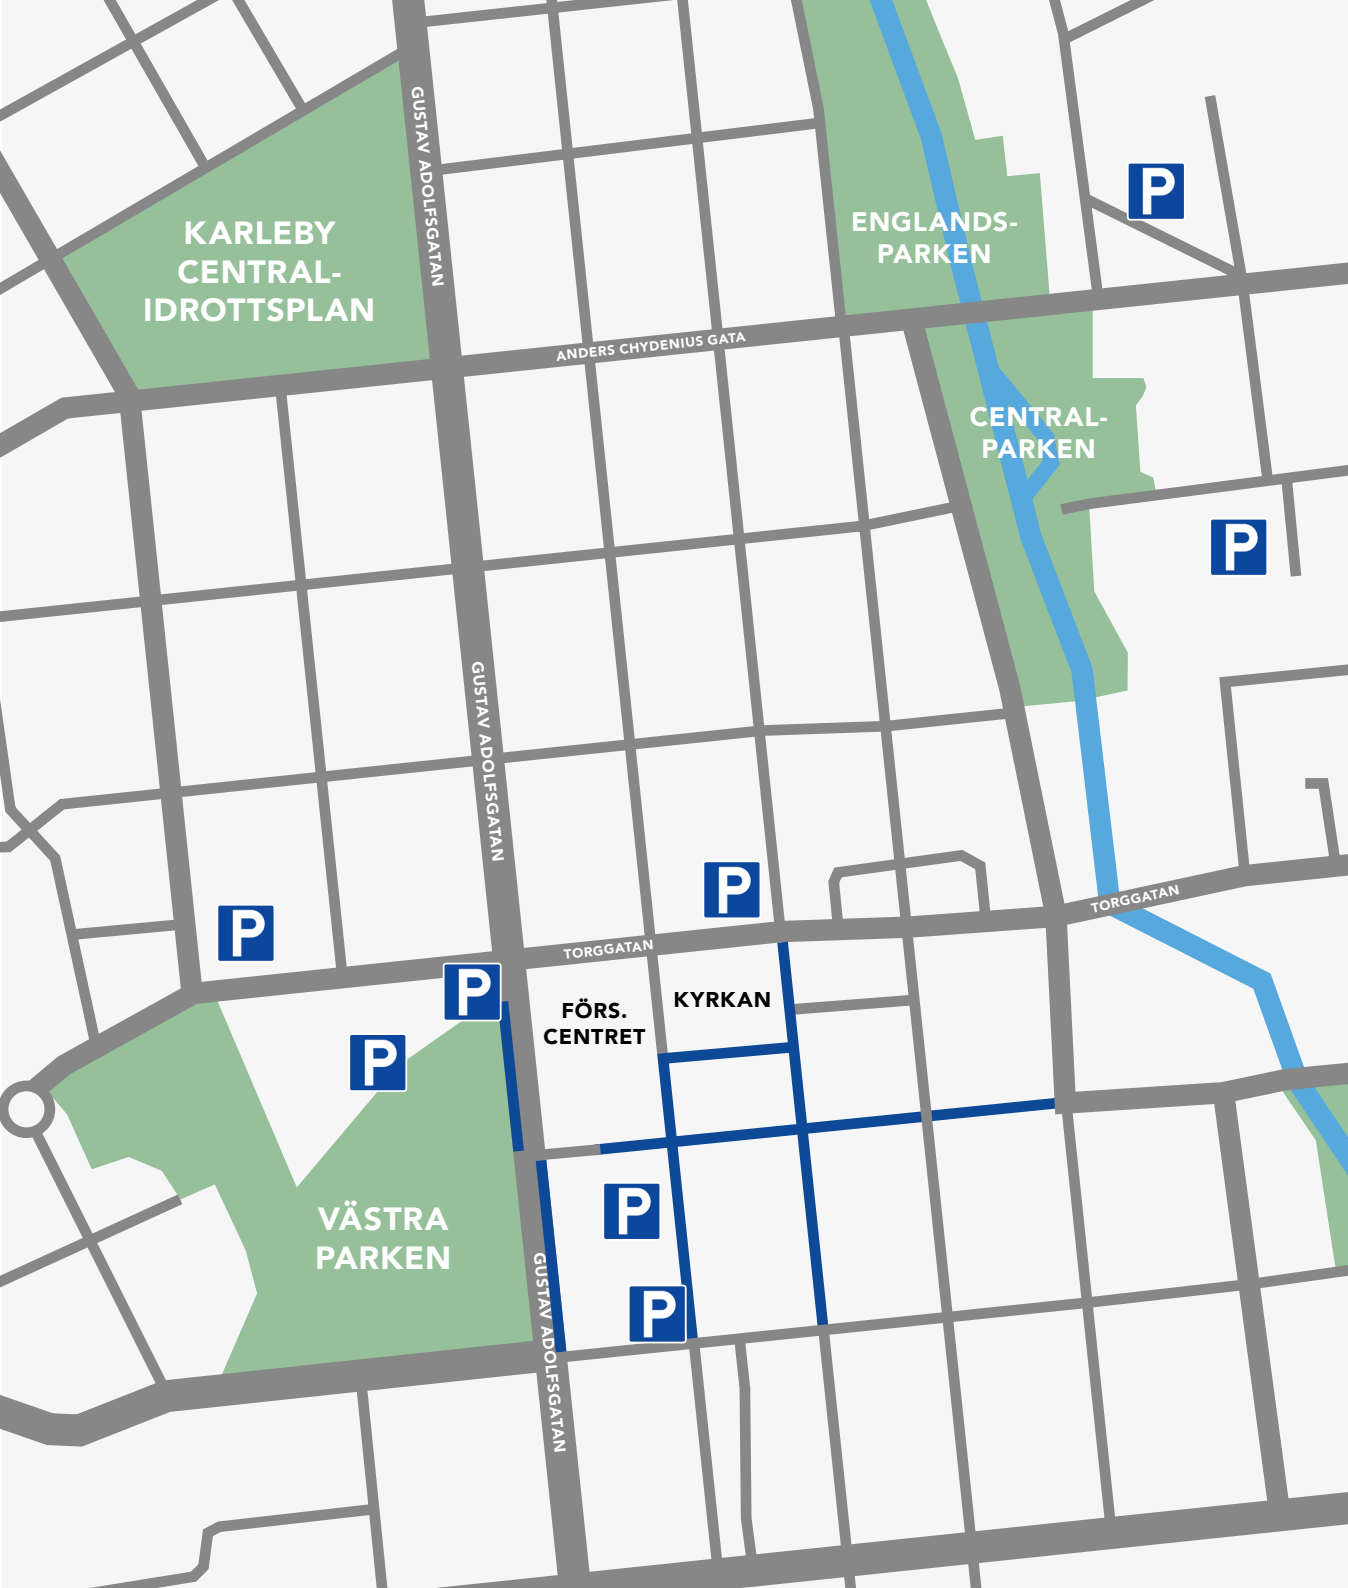 GUSTAV ADOLFSGATAN
P
KARLEBY
CENTRAL-
IDROTTSPLAN
ENGLANDS-
PARKEN
ANDERS CHYDENIUS GATA
CENTRAL-
PARKEN
P
GUSTAV ADOLFSGATAN
P
TORGGATAN
P
TORGGATAN
P
FÖRS.
CENTRET
KYRKAN
P
VÄSTRA
PARKEN
P
GUSTAV ADOLFSGATAN
P